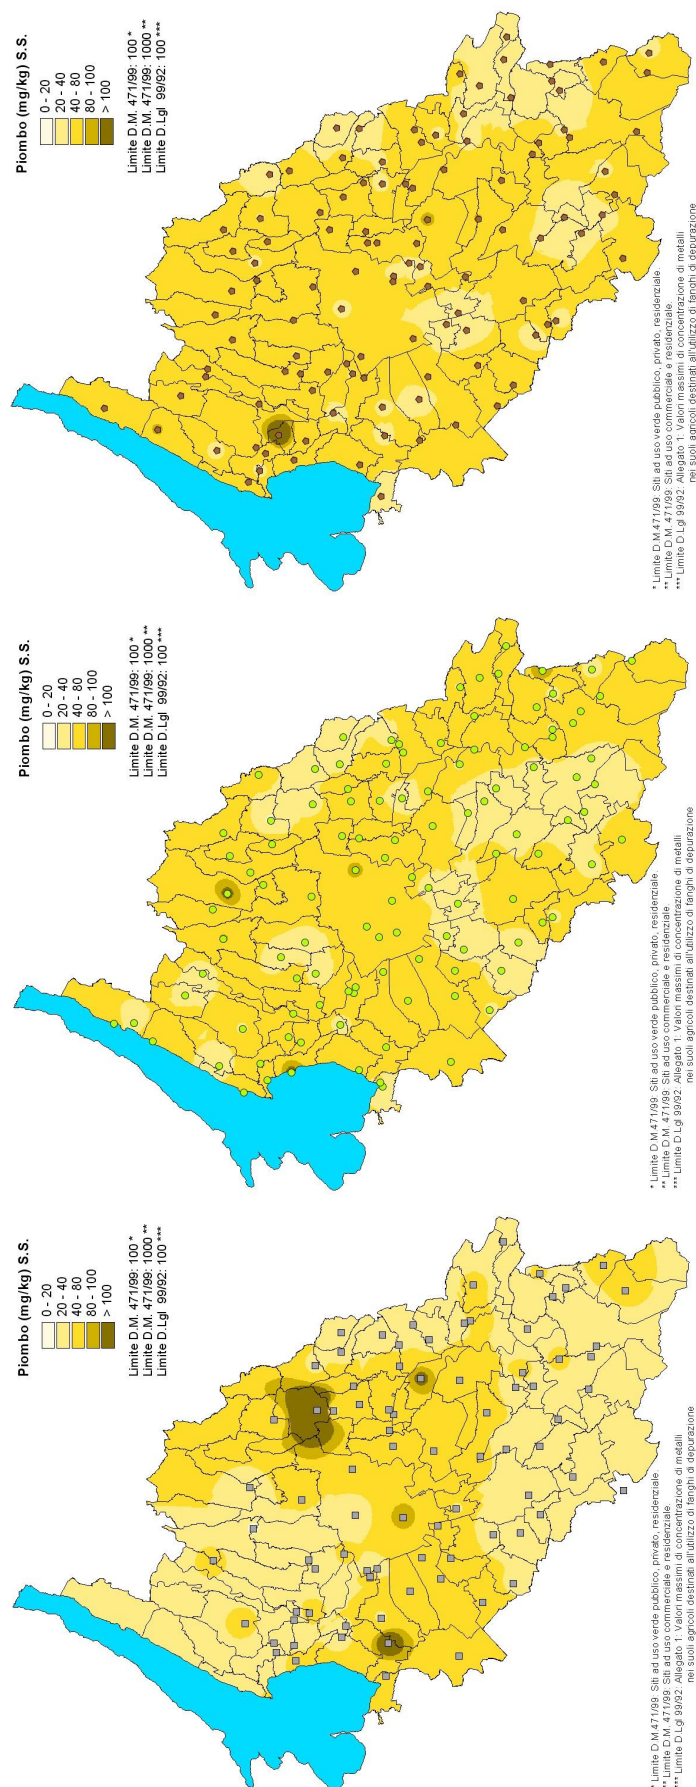 Piombo (mg/kg) S.S.
0 - 20
20 - 40
40 - 80
80 - 100
> 100
Limite D.M. 471/99: 100 *
Limite D.M. 471/99: 1000 **
Limite D.Lgl 99/92: 100 ***
* Limite D.M.471/99: Siti ad uso verde pubblico, privato, residenziale.
** Limite D.M. 471/99: Siti ad uso commerciale e residenziale.
*** Limite D.Lgl 99/92: Allegato 1: Valori massimi di concentrazione di metalli
nei suoli agricoli destinati all'utilizzo di fanghi di depurazione
Piombo (mg/kg) S.S.
0 - 20
20 - 40
40 - 80
80 - 100
> 100
Limite D.M. 471/99: 100 *
Limite D.M. 471/99: 1000 **
Limite D.Lgl 99/92: 100 ***
* Limite D.M.471/99: Siti ad uso verde pubblico, privato, residenziale.
** Limite D.M. 471/99: Siti ad uso commerciale e residenziale.
*** Limite D.Lgl 99/92: Allegato 1: Valori massimi di concentrazione di metalli
nei suoli agricoli destinati all'utilizzo di fanghi di depurazione
Piombo (mg/kg) S.S.
0 - 20
20 - 40
40 - 80
80 - 100
> 100
Limite D.M. 471/99: 100 *
Limite D.M. 471/99: 1000 **
Limite D.Lgl 99/92: 100 ***
* Limite D.M.471/99: Siti ad uso verde pubblico, privato, residenziale.
** Limite D.M. 471/99: Siti ad uso commerciale e residenziale.
*** Limite D.Lgl 99/92: Allegato 1: Valori massimi di concentrazione di metalli
nei suoli agricoli destinati all'utilizzo di fanghi di depurazione